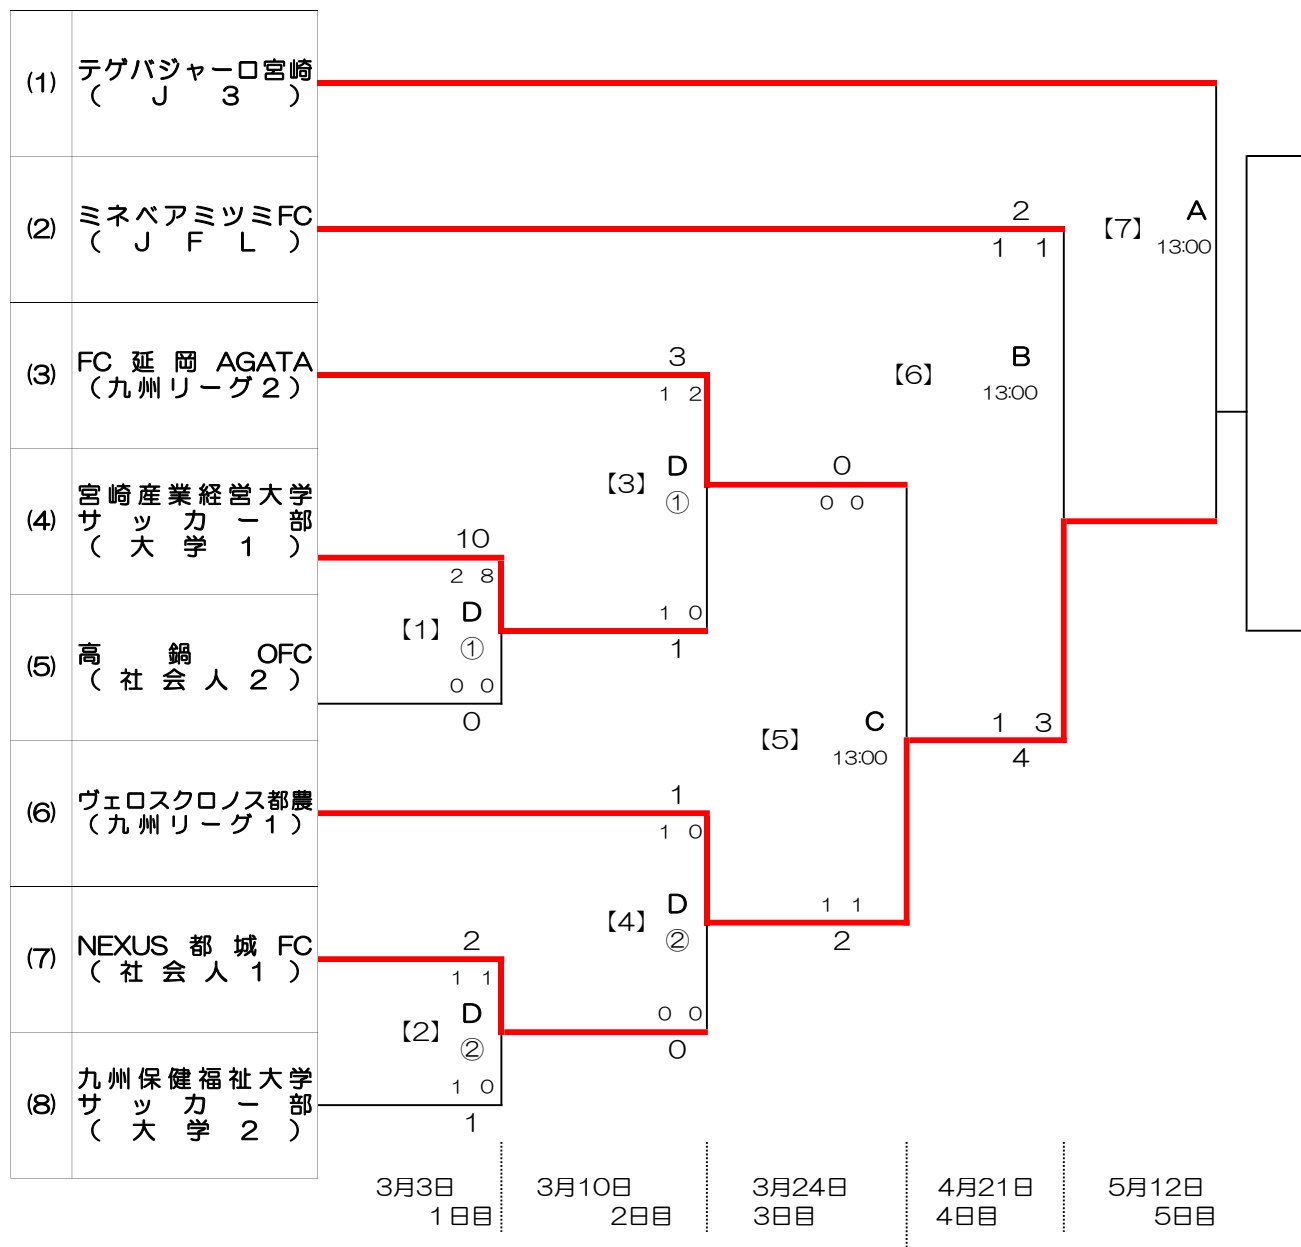 (1)
テゲバジャーロ宮崎
( J 3 )
(2)
ミネベアミツミFC
( J F L )
(3)
FC 延 岡 AGATA
(九州リーグ2)
(4)
宮崎産業経営大学
サッカー部
( 大 学 1 )
(5)
高 鍋 OFC
( 社 会 人 2 )
(6)
ヴェロスクロノス都農
(九州リーグ1)
(7)
NEXUS 都 城 FC
( 社 会 人 1 )
(8)
九州保健福祉大学
サッカー部
( 大 学 2 )
10
2 8
【1】 D
①
0 0
0
2
1 1
【2】 D
②
1 0
1
3
1 2
【3】 D
①
1 0
1
1
1 0
【4】 D
②
0 0
0
0
0 0
【5】 C
13:00
1 1
2
2
1 1
【6】 B
13:00
1 3
4
【7】 A
13:00
3月3日
1日目
3月10日
2日目
3月24日
3日目
4月21日
4日目
5月12日
5日目